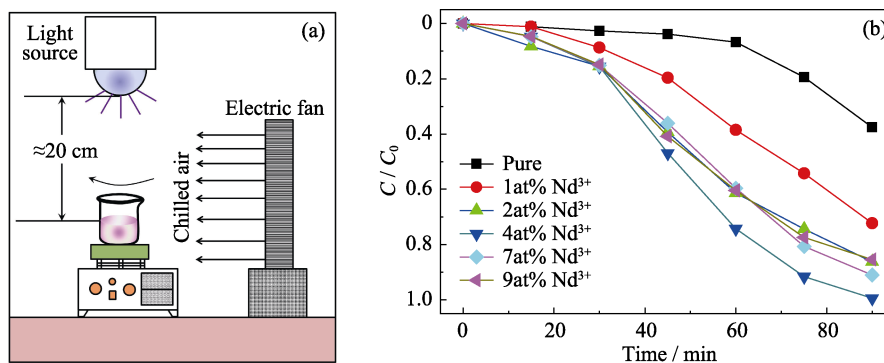 (a)
Light
source
Electric fan
≈20 cm
Chilled air
(b)
0
0.2
0.4
0.6
0.8
1.0
C / C₀
Pure
1at% Nd³⁺
2at% Nd³⁺
4at% Nd³⁺
7at% Nd³⁺
9at% Nd³⁺
0 20 40 60 80
Time / min